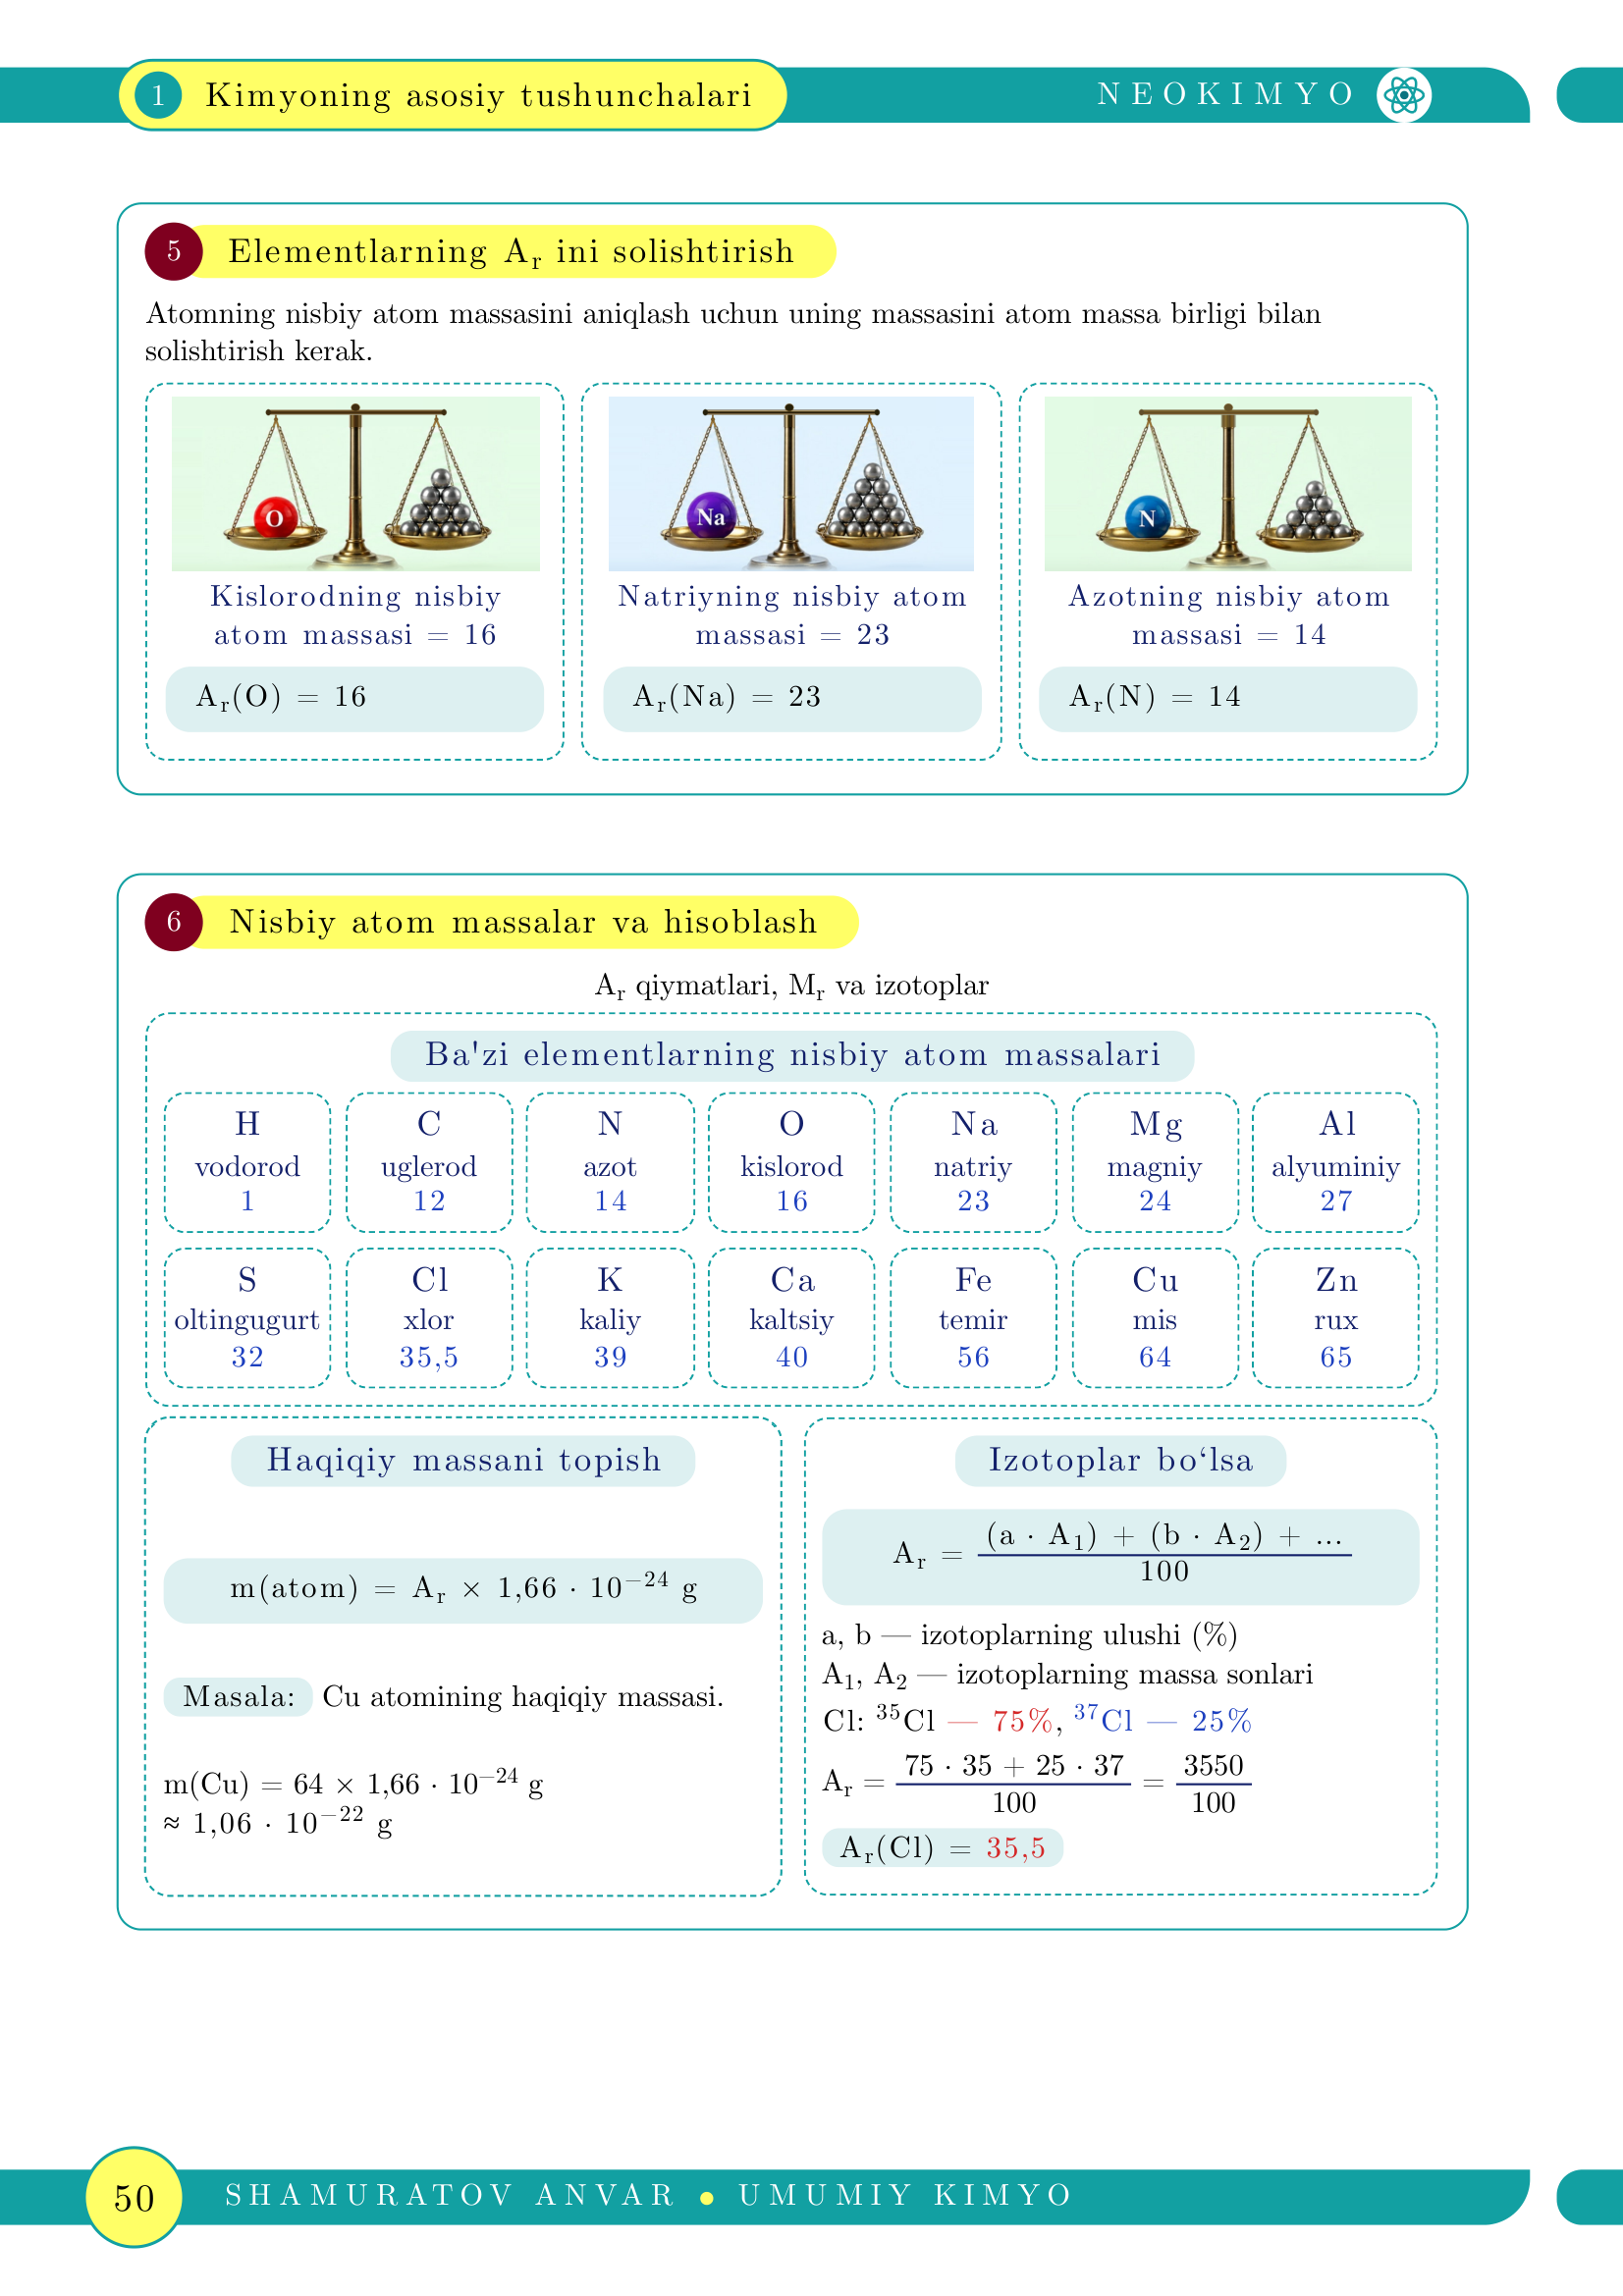 1 Kimyoning asosiy tushunchalari
NEOKIMYO
5 Elementlarning Aᵣ ini solishtirish
Atomning nisbiy atom massasini aniqlash uchun uning massasini atom massa birligi bilan
solishtirish kerak.
O
Kislorodning nisbiy
atom massasi = 16
Aᵣ(O) = 16
Na
Natriyning nisbiy atom
massasi = 23
Aᵣ(Na) = 23
N
Azotning nisbiy atom
massasi = 14
Aᵣ(N) = 14
6 Nisbiy atom massalar va hisoblash
Aᵣ qiymatlari, Mᵣ va izotoplar
Ba'zi elementlarning nisbiy atom massalari
H C N O Na Mg Al
vodorod uglerod azot kislorod natriy magniy alyuminiy
1 12 14 16 23 24 27
S Cl K Ca Fe Cu Zn
oltingugurt xlor kaliy kaltsiy temir mis rux
32 35,5 39 40 56 64 65
Haqiqiy massani topish
m(atom) = Aᵣ × 1,66 · 10⁻²⁴ g
Masala: Cu atomining haqiqiy massasi.
m(Cu) = 64 × 1,66 · 10⁻²⁴ g
≈ 1,06 · 10⁻²² g
Izotoplar bo‘lsa
Aᵣ = (a · A₁) + (b · A₂) + ... / 100
a, b — izotoplarning ulushi (%)
A₁, A₂ — izotoplarning massa sonlari
Cl: ³⁵Cl — 75%, ³⁷Cl — 25%
Aᵣ = 75 · 35 + 25 · 37 / 100 = 3550 / 100
Aᵣ(Cl) = 35,5
50 SHAMURATOV ANVAR • UMUMIY KIMYO